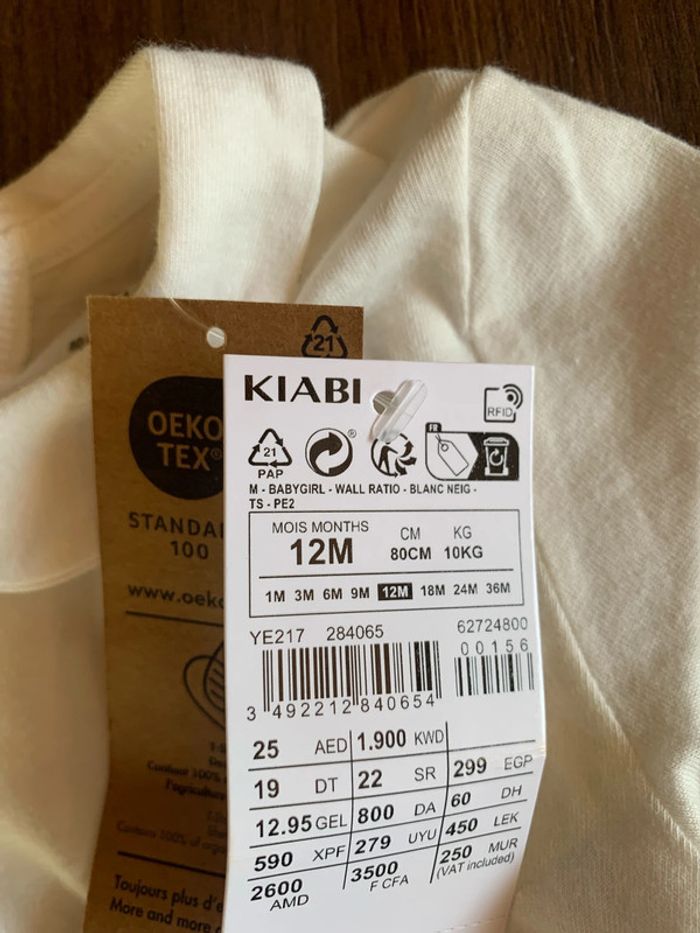 21
OEKO
TEX®
STANDA
100
www.oeko
Toujours plus d'e
More and more
KIABI
RFID
21
PAP
®
FR
M - BABYGIRL - WALL RATIO - BLANC NEIG -
TS - PE2
MOIS MONTHS CM KG
12M 80CM 10KG
1M 3M 6M 9M 12M 18M 24M 36M
YE217 284065 62724800
00156
3 492212 840654
25 AED 1.900 KWD
19 DT 22 SR 299 EGP
12.95 GEL 800 DA 60 DH
590 XPF 279 UYU 450 LEK
2600 AMD 3500 F CFA 250 MUR
(VAT included)